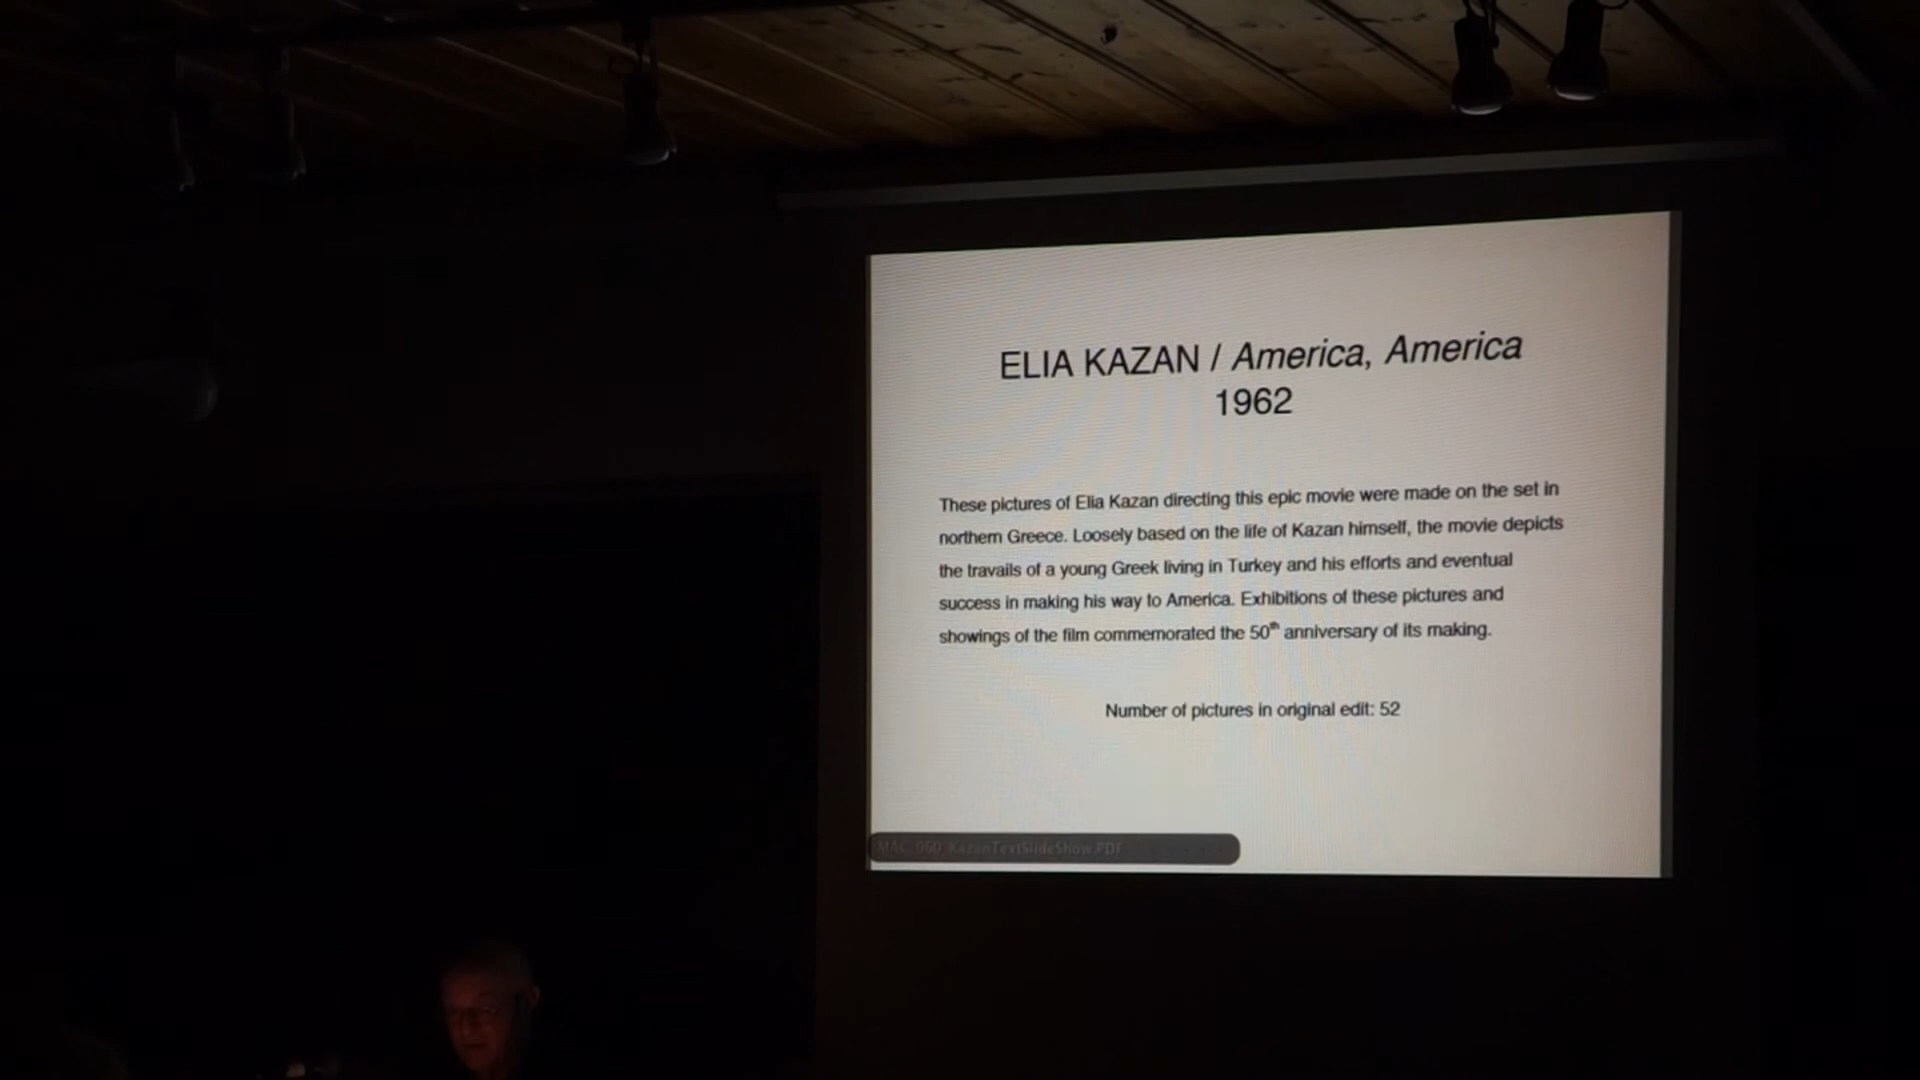 ELIA KAZAN / America, America
1962
These pictures of Elia Kazan directing this epic movie were made on the set in
northern Greece. Loosely based on the life of Kazan himself, the movie depicts
the travails of a young Greek living in Turkey and his efforts and eventual
success in making his way to America. Exhibitions of these pictures and
showings of the film commemorated the 50th anniversary of its making.
Number of pictures in original edit: 52
MAC_060_KazanTextSlideShow.PDF